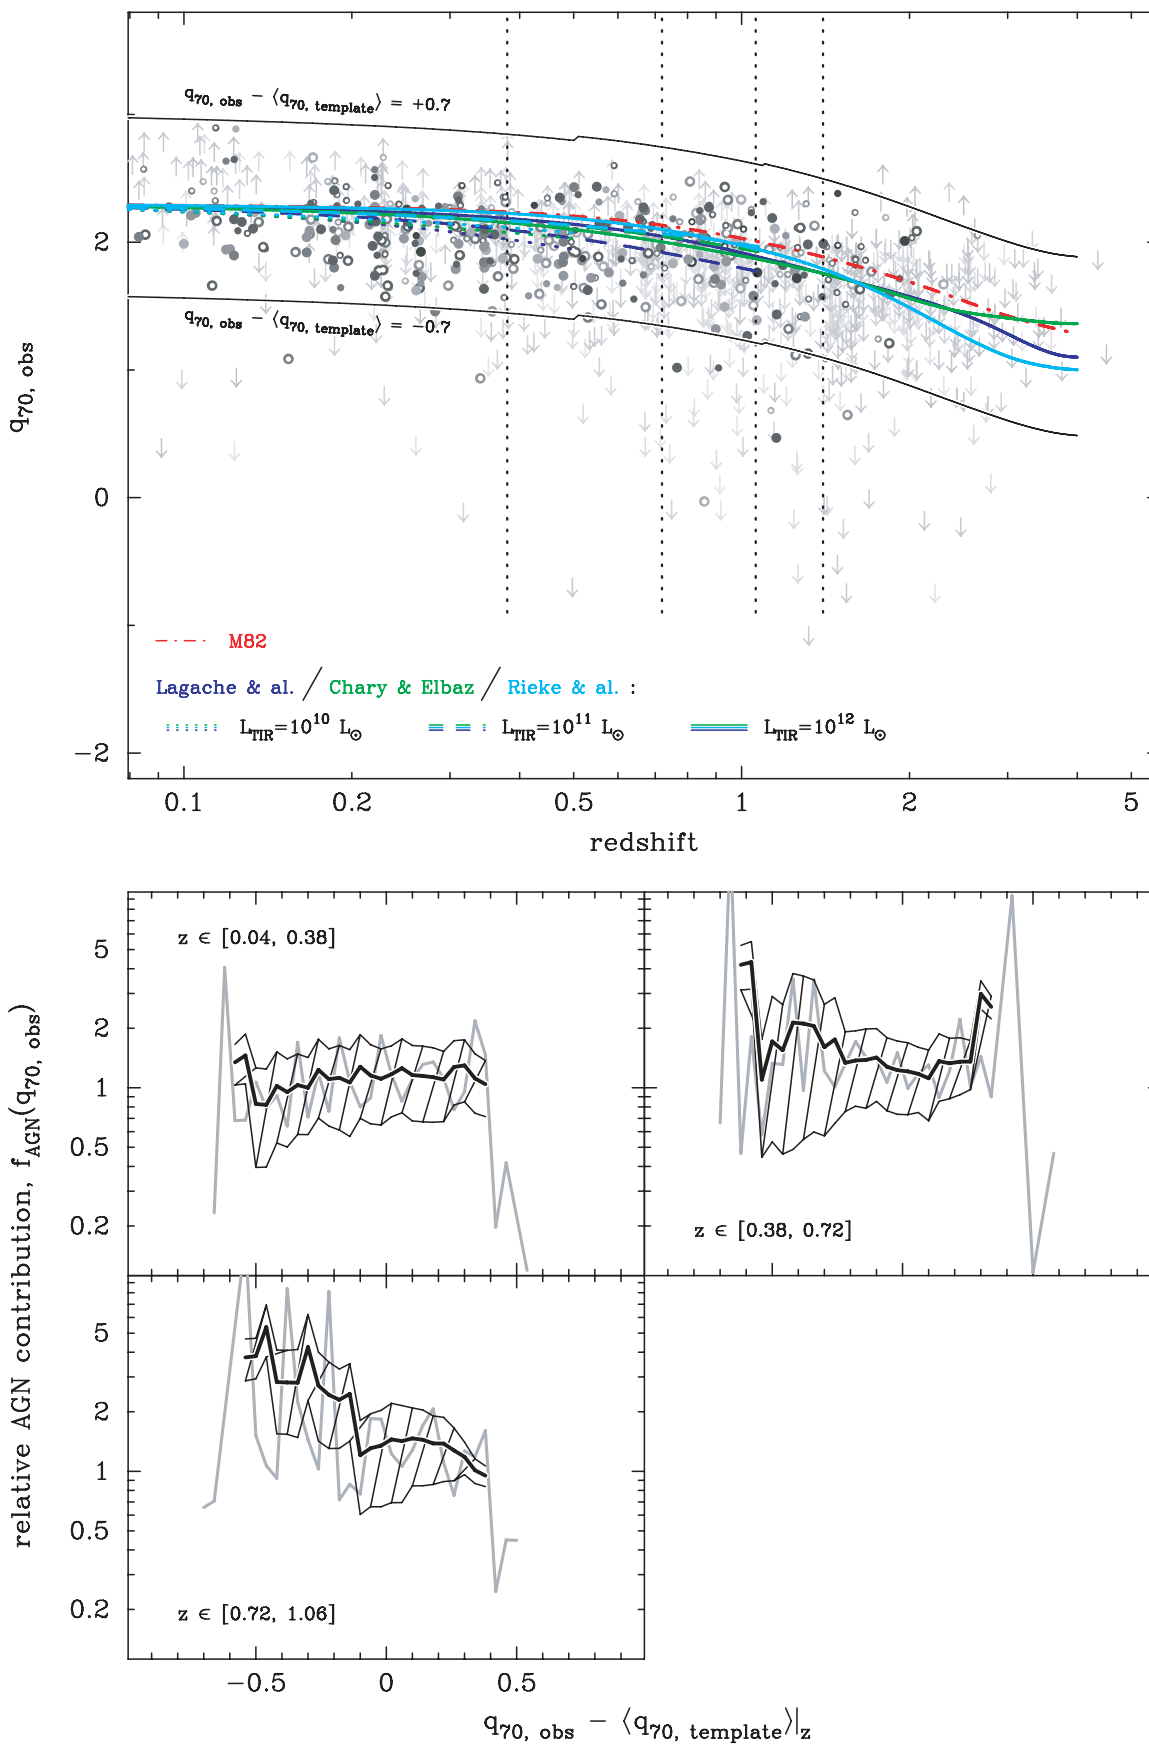 q70, obs − ⟨q70, template⟩ = +0.7
q70, obs − ⟨q70, template⟩ = −0.7
q70, obs
2
0
−2
M82
Lagache & al. / Chary & Elbaz / Rieke & al. :
LTIR=10^10 L⊙ LTIR=10^11 L⊙ LTIR=10^12 L⊙
0.1 0.2 0.5 1 2 5
redshift
relative AGN contribution, fAGN(q70, obs)
z ∈ [0.04, 0.38]
5
2
1
0.5
0.2
z ∈ [0.38, 0.72]
5
2
1
0.5
0.2
z ∈ [0.72, 1.06]
−0.5 0 0.5
q70, obs − ⟨q70, template⟩|z